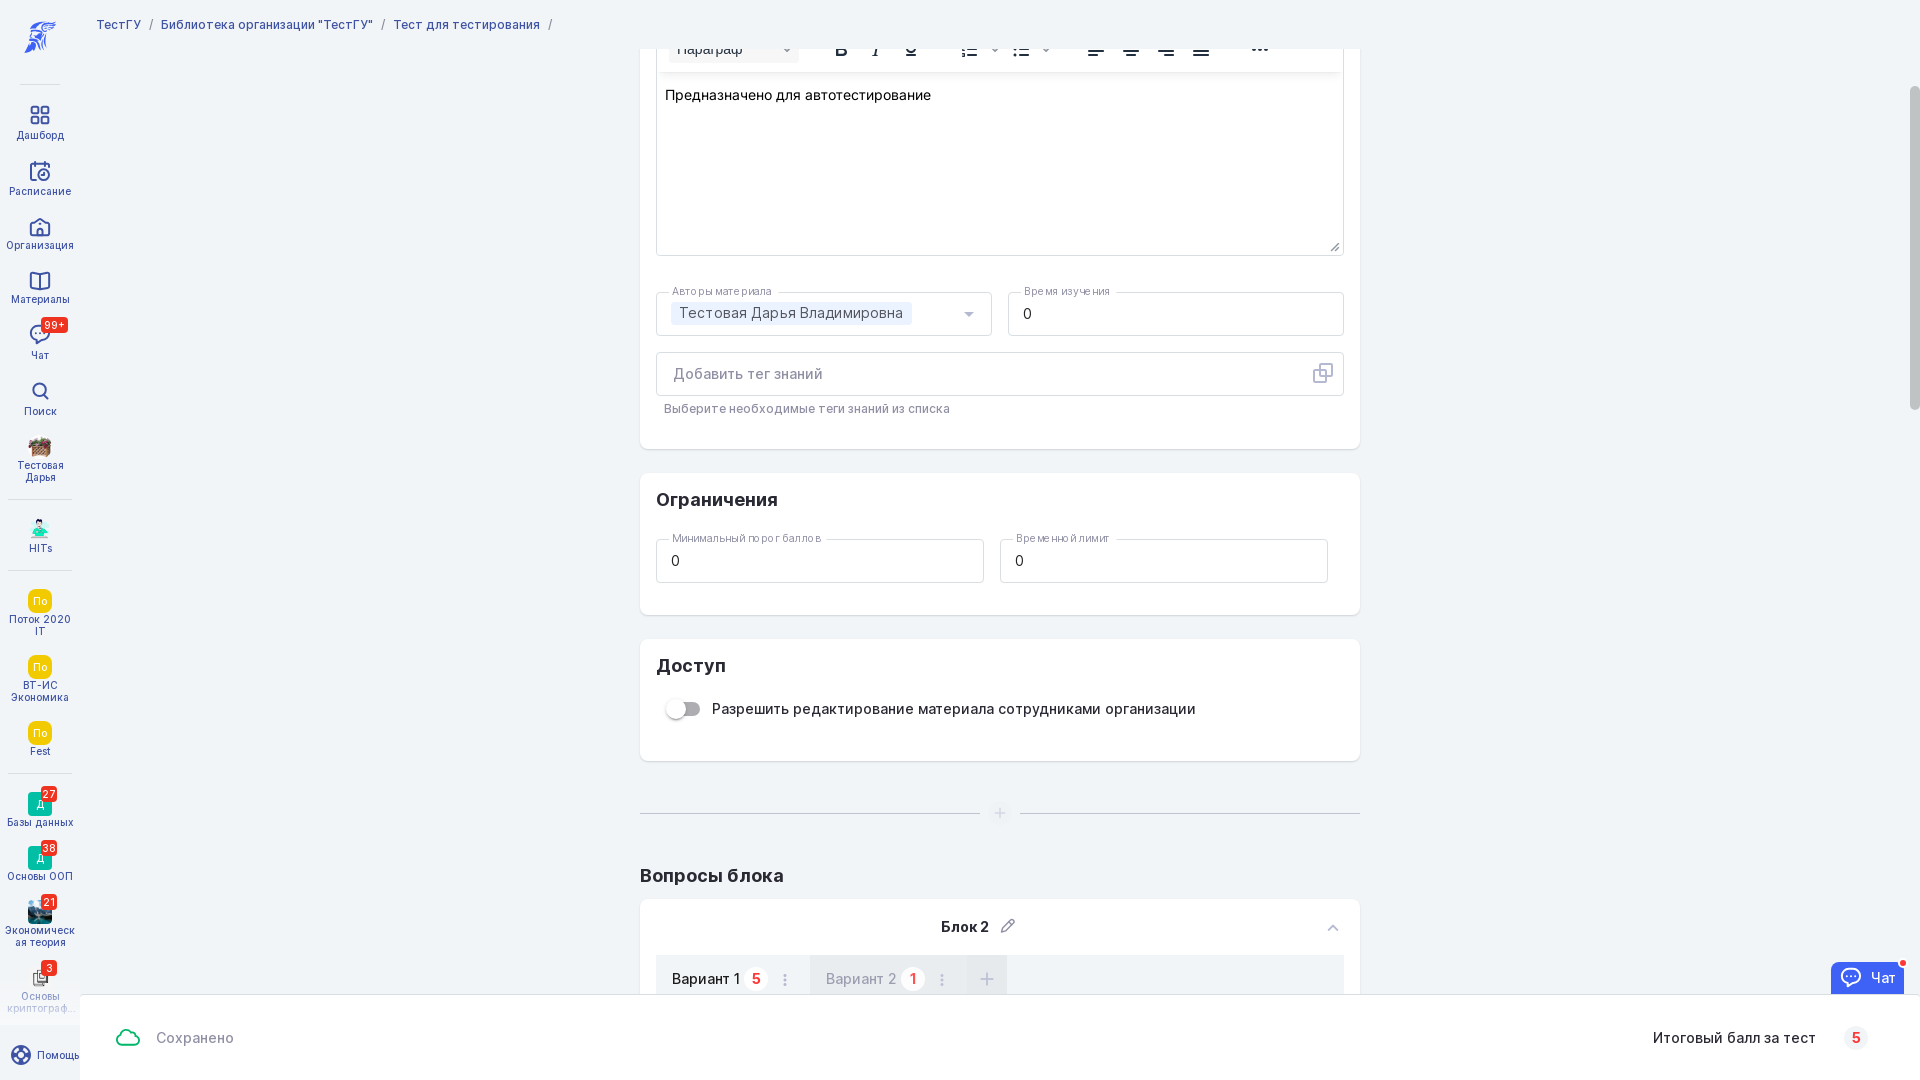 ТестГУ / Библиотека организации "ТестГУ" / Тест для тестирования /
Дашборд
Расписание
Организация
Материалы
99+
Чат
Поиск
Тестовая
Дарья
HITs
По
Поток 2020
IT
По
ВТ-ИС
Экономика
По
Fest
27
Д
Базы данных
38
Д
Основы ООП
21
Экономическ
ая теория
3
Основы
криптограф...
Помощь
Параграф
Предназначено для автотестирование
Авторы материала
Тестовая Дарья Владимировна
Время изучения
0
Добавить тег знаний
Выберите необходимые теги знаний из списка
Ограничения
Минимальный порог баллов
0
Временной лимит
0
Доступ
Разрешить редактирование материала сотрудниками организации
Вопросы блока
Блок 2
Вариант 1 5
Вариант 2 1
Чат
Сохранено
Итоговый балл за тест 5